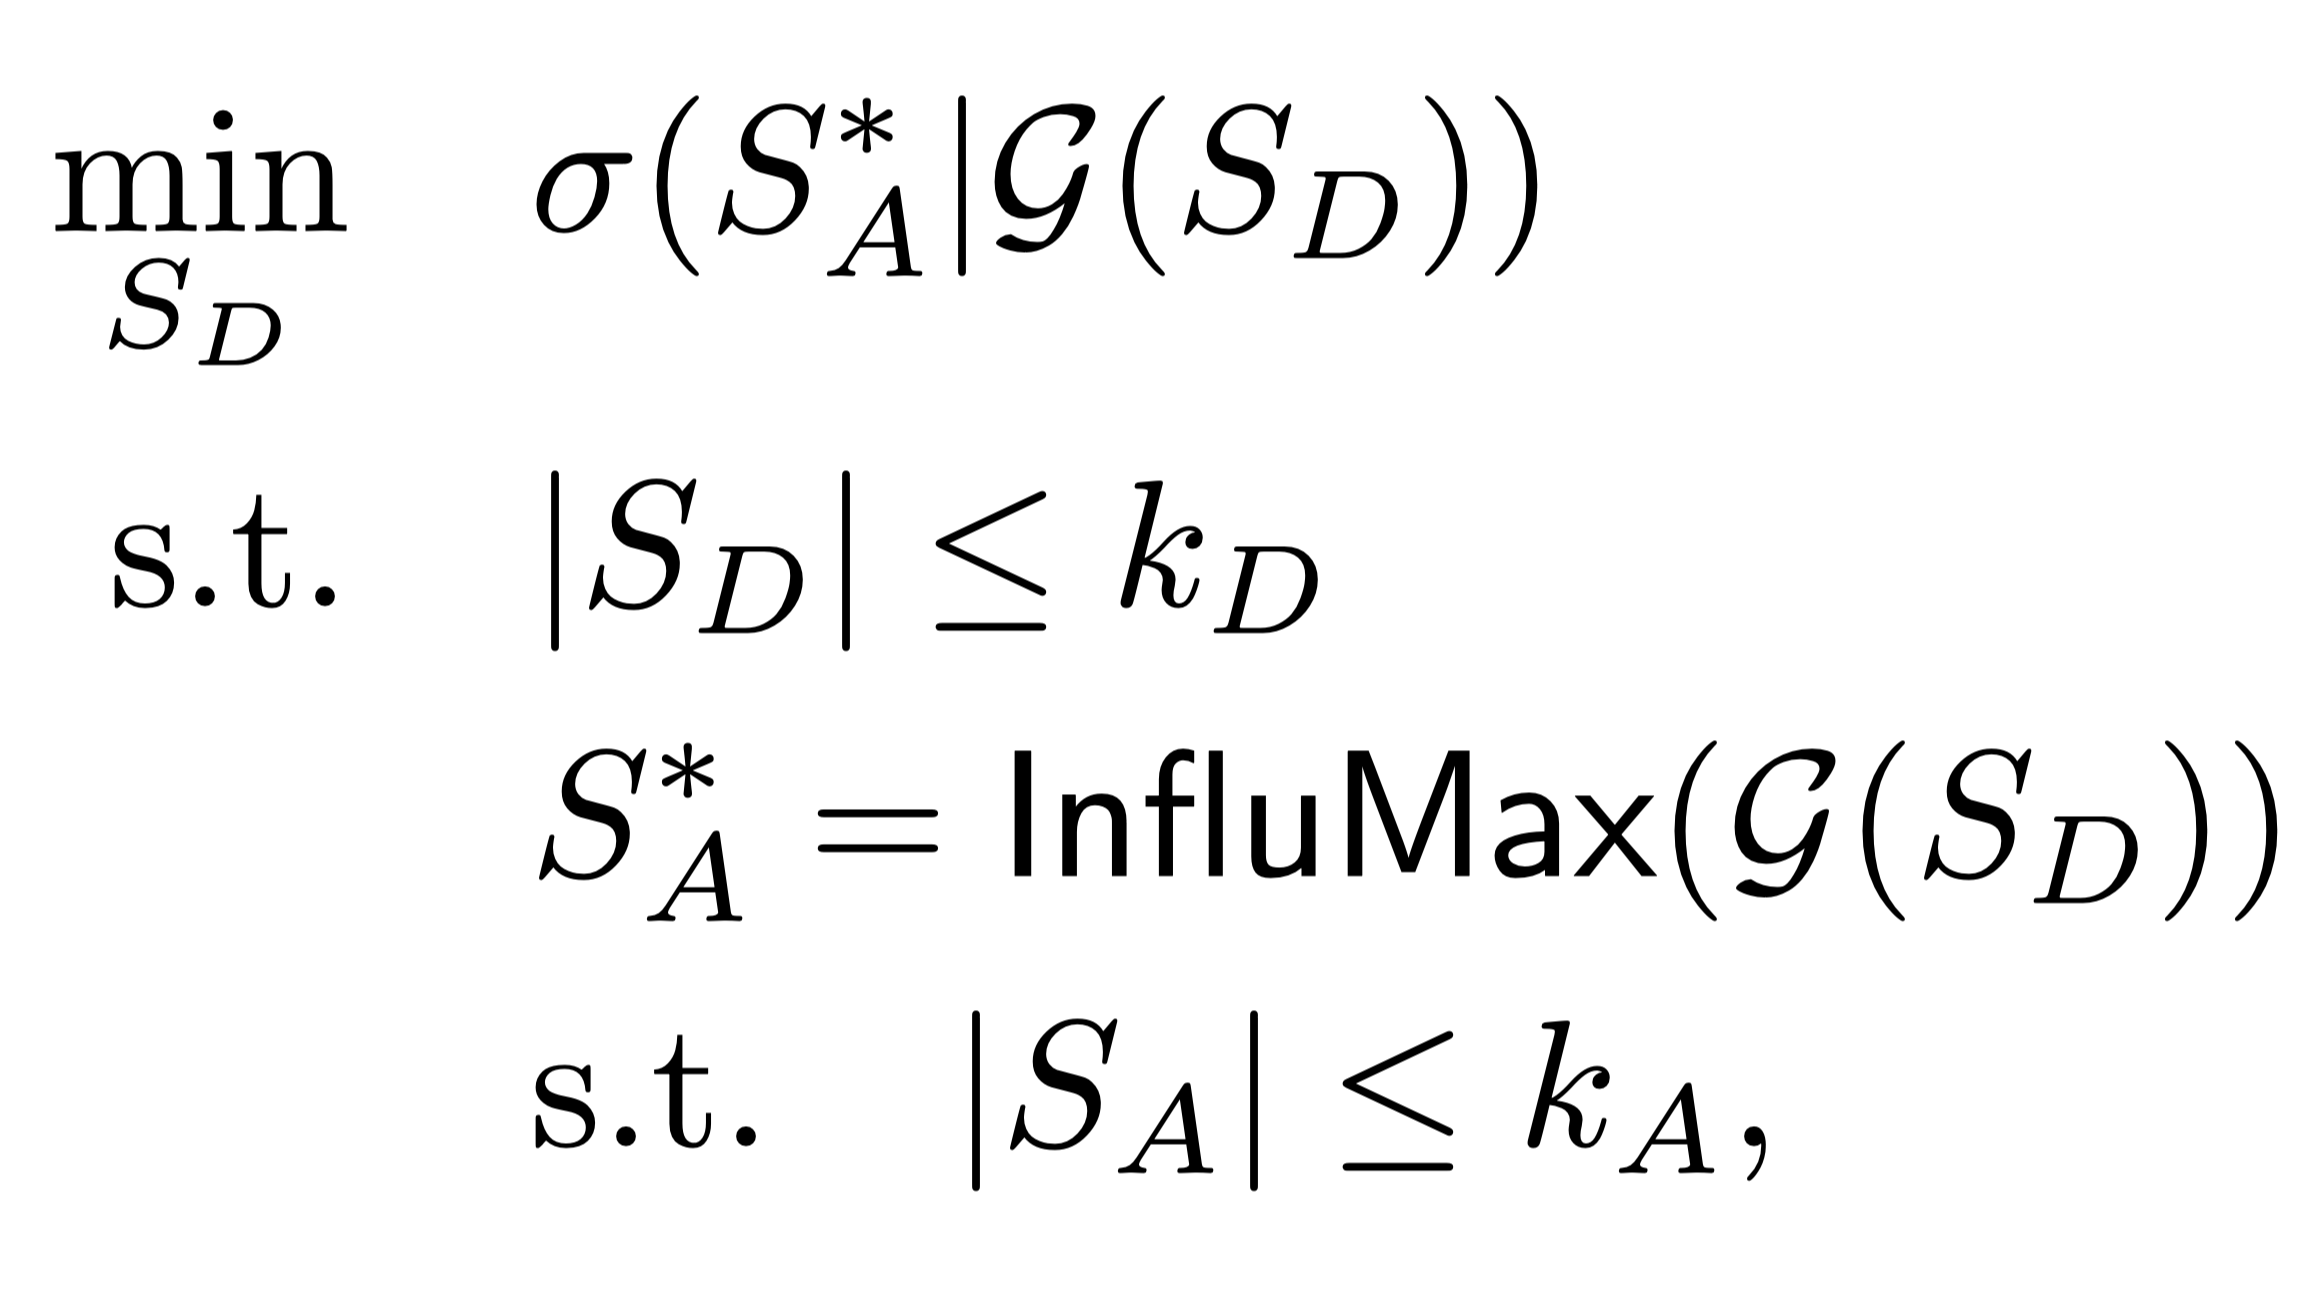 min σ(S*_A|𝒢(S_D))
S_D
s.t. |S_D| ≤ k_D
S*_A = InfluMax(𝒢(S_D))
s.t. |S_A| ≤ k_A,